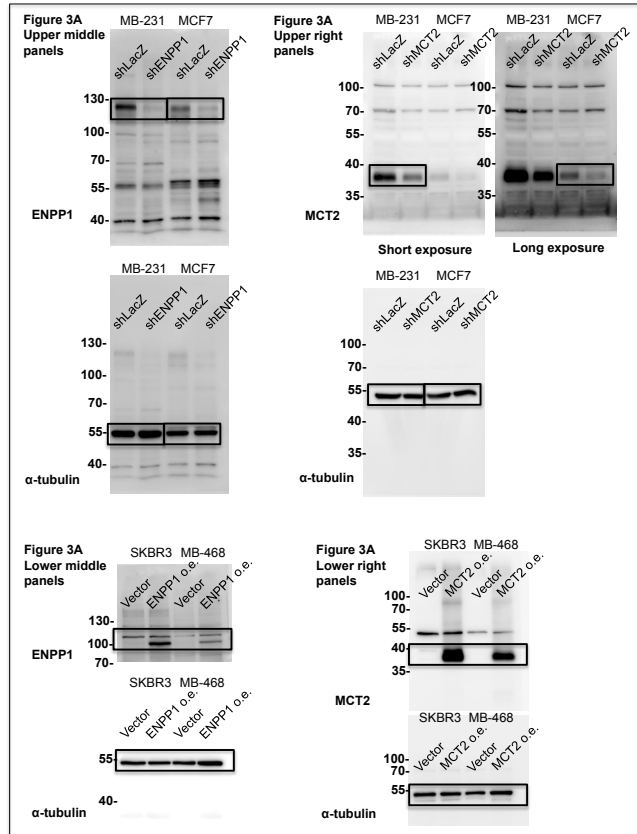 Figure 3A
Upper middle
panels
MB-231 MCF7
shLacZ shENPP1 shLacZ shENPP1
130-
100-
70-
55-
40-
ENPP1
MB-231 MCF7
shLacZ shENPP1 shLacZ shENPP1
130-
100-
70-
55-
40-
α-tubulin
Figure 3A
Upper right
panels
MB-231 MCF7
shLacZ shMCT2 shLacZ shMCT2
100-
70-
55-
40-
35-
MCT2
Short exposure
MB-231 MCF7
shLacZ shMCT2 shLacZ shMCT2
100-
70-
55-
40-
35-
Long exposure
MB-231 MCF7
shLacZ shMCT2 shLacZ shMCT2
100-
70-
55-
40-
35-
α-tubulin
Figure 3A
Lower middle
panels
SKBR3 MB-468
Vector ENPP1 o.e. Vector ENPP1 o.e.
130-
100-
70-
ENPP1
SKBR3 MB-468
Vector ENPP1 o.e. Vector ENPP1 o.e.
55-
40-
α-tubulin
Figure 3A
Lower right
panels
SKBR3 MB-468
Vector MCT2 o.e. Vector MCT2 o.e.
100-
70-
55-
40-
35-
MCT2
SKBR3 MB-468
Vector MCT2 o.e. Vector MCT2 o.e.
100-
70-
55-
α-tubulin